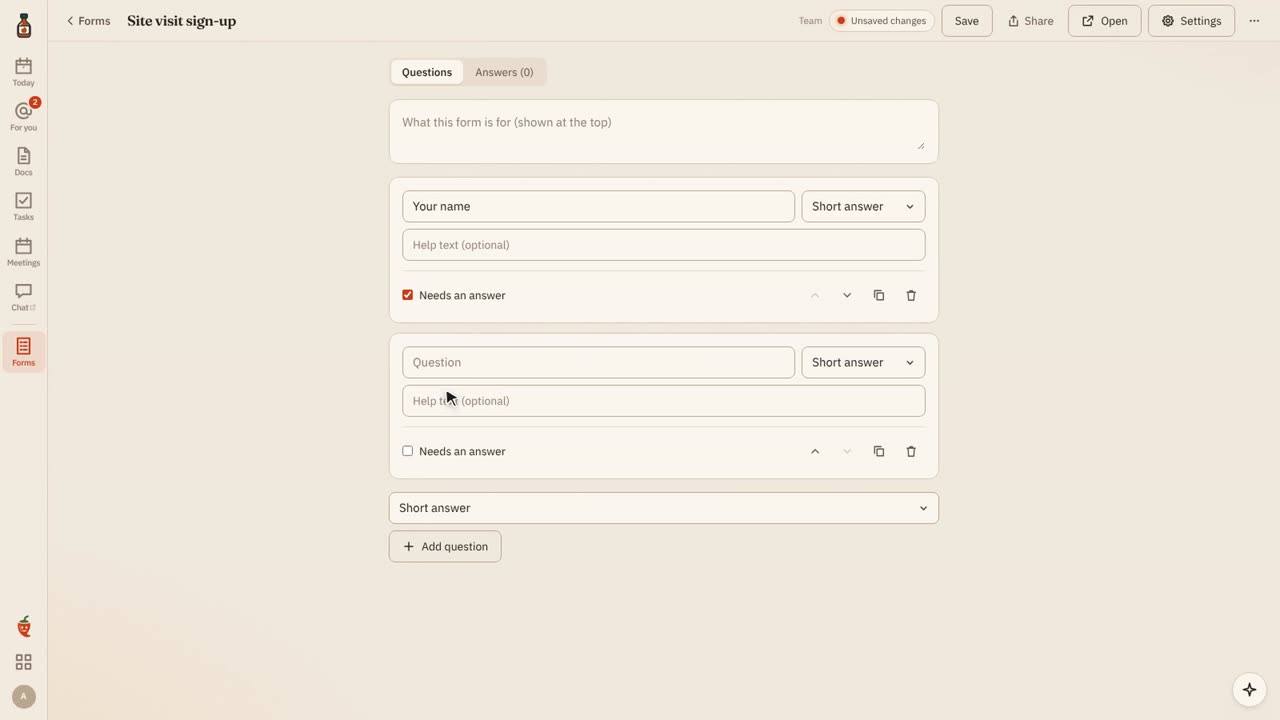 Forms
Site visit sign-up
Team
Unsaved changes
Save
Share
Open
Settings
Today
2
For you
Docs
Tasks
Meetings
Chat
Forms
A
Questions
Answers (0)
What this form is for (shown at the top)
Your name
Short answer
Help text (optional)
Needs an answer
Question
Short answer
Help text (optional)
Needs an answer
Short answer
Add question